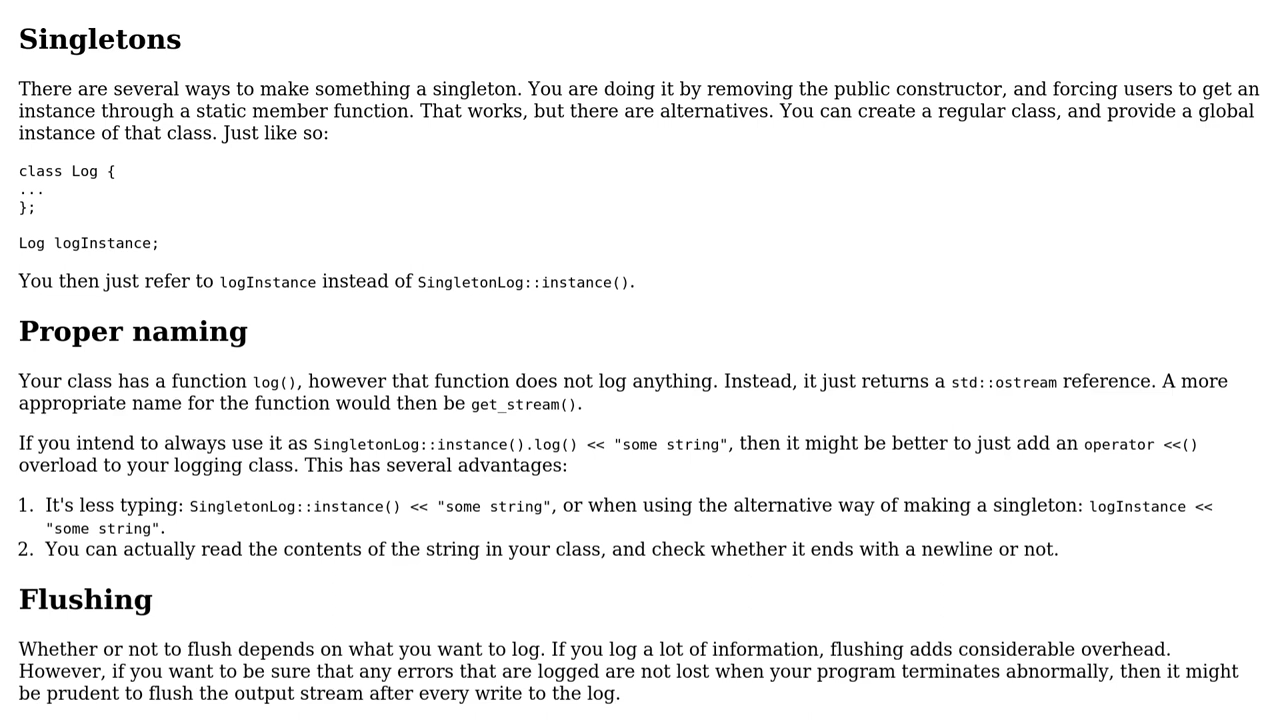 Singletons
There are several ways to make something a singleton. You are doing it by removing the public constructor, and forcing users to get an
instance through a static member function. That works, but there are alternatives. You can create a regular class, and provide a global
instance of that class. Just like so:
class Log {
...
};
Log logInstance;
You then just refer to logInstance instead of SingletonLog::instance().
Proper naming
Your class has a function log(), however that function does not log anything. Instead, it just returns a std::ostream reference. A more
appropriate name for the function would then be get_stream().
If you intend to always use it as SingletonLog::instance().log() << "some string", then it might be better to just add an operator <<()
overload to your logging class. This has several advantages:
1. It's less typing: SingletonLog::instance() << "some string", or when using the alternative way of making a singleton: logInstance <<
"some string".
2. You can actually read the contents of the string in your class, and check whether it ends with a newline or not.
Flushing
Whether or not to flush depends on what you want to log. If you log a lot of information, flushing adds considerable overhead.
However, if you want to be sure that any errors that are logged are not lost when your program terminates abnormally, then it might
be prudent to flush the output stream after every write to the log.